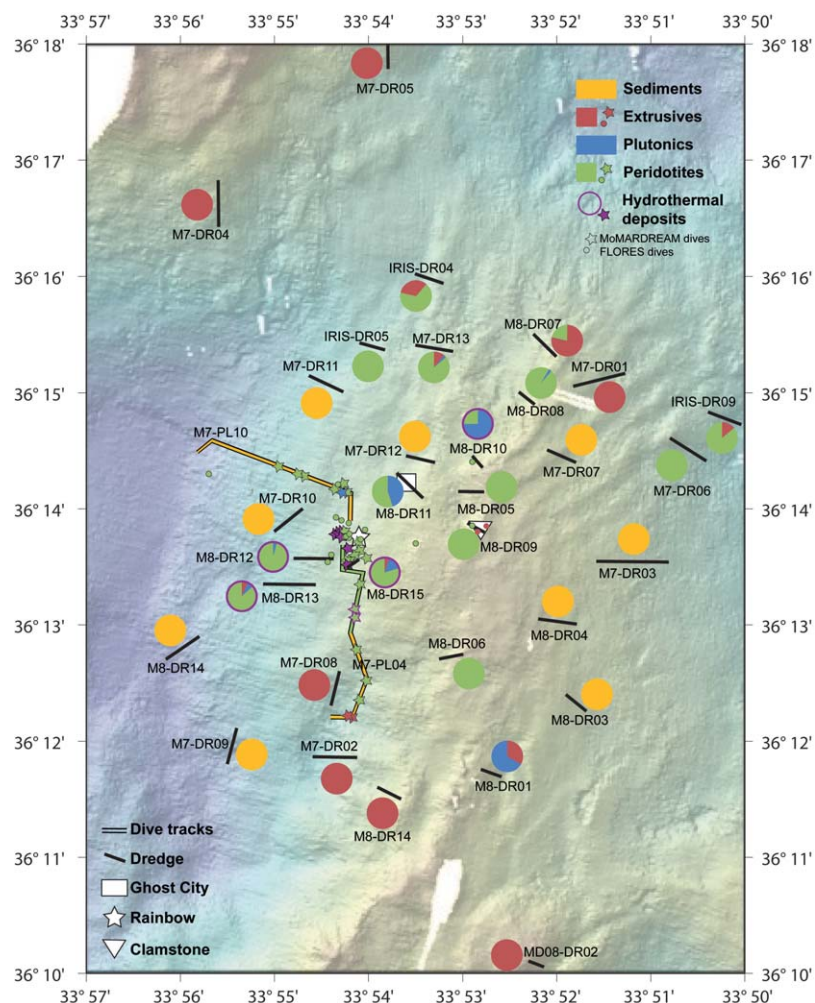 33° 57' 33° 56' 33° 55' 33° 54' 33° 53' 33° 52' 33° 51' 33° 50'
36° 18' 36° 18'
M7-DR05
Sediments
Extrusives
Plutonics
Peridotites
Hydrothermal
deposits
MoMARDREAM dives
FLORES dives
36° 17' 36° 17'
M7-DR04
36° 16' 36° 16'
IRIS-DR04
IRIS-DR05
M7-DR13
M8-DR07
M7-DR11
M7-DR01
36° 15' 36° 15'
M8-DR08
IRIS-DR09
M7-PL10
M7-DR12
M8-DR10
M7-DR07
M7-DR06
M7-DR10
M8-DR11
M8-DR05
36° 14' 36° 14'
M8-DR12
M8-DR09
M8-DR13
M8-DR15
M7-DR03
36° 13' 36° 13'
M8-DR14
M8-DR04
M8-DR06
M7-DR08
M7-PL04
M8-DR03
36° 12' 36° 12'
M7-DR09
M7-DR02
M8-DR01
M8-DR14
Dive tracks
36° 11' 36° 11'
Dredge
Ghost City
Rainbow
Clamstone
MD08-DR02
36° 10' 36° 10'
33° 57' 33° 56' 33° 55' 33° 54' 33° 53' 33° 52' 33° 51' 33° 50'